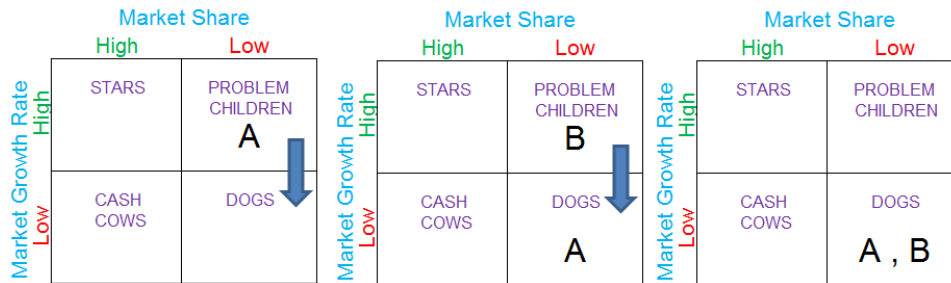 Market Share
High Low
Market Growth Rate
High
Low
STARS
PROBLEM
CHILDREN
A
CASH
COWS
DOGS
Market Share
High Low
Market Growth Rate
High
Low
STARS
PROBLEM
CHILDREN
B
CASH
COWS
DOGS
A
Market Share
High Low
Market Growth Rate
High
Low
STARS
PROBLEM
CHILDREN
CASH
COWS
DOGS
A , B